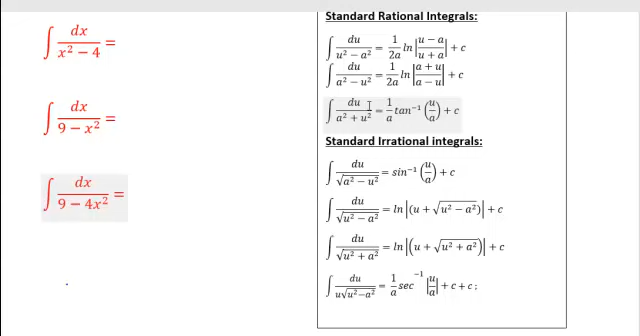 ∫ dx/(x² − 4) =
∫ dx/(9 − x²) =
∫ dx/(9 − 4x²) =
Standard Rational Integrals:
∫ du/(u² − a²) = 1/(2a) ln|(u − a)/(u + a)| + c
∫ du/(a² − u²) = 1/(2a) ln|(a + u)/(a − u)| + c
∫ du/(a² + u²) = 1/a tan⁻¹(u/a) + c
Standard Irrational integrals:
∫ du/√(a² − u²) = sin⁻¹(u/a) + c
∫ du/√(u² − a²) = ln|(u + √(u² − a²))| + c
∫ du/√(u² + a²) = ln|(u + √(u² + a²))| + c
∫ du/(u√(u²−a²)) = 1/a sec⁻¹|u/a| + c + c ;